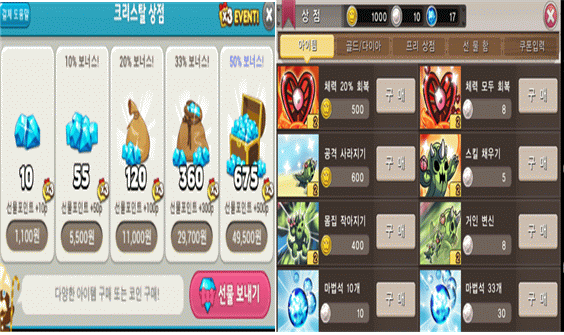 결제 도움말
크리스탈 상점
x3 EVENT!
10% 보너스!
20% 보너스!
33% 보너스!
50% 보너스!
10
55
120
360
675
x3
x3
x3
x3
x3
선물포인트 +10p
선물포인트 +50p
선물포인트 +100p
선물포인트 +300p
선물포인트 +500p
1,100원
5,500원
11,000원
29,700원
49,500원
다양한 아이템 구매 또는 코인 구매!
선물 보내기
상 점
1000
10
17
아이템
골드/다이아
프리 상점
선 물 함
쿠폰입력
체력 20% 회복
500
구 매
체력 모두 회복
8
구 매
공격 사라지기
600
구 매
스킬 채우기
5
구 매
몸집 작아지기
400
구 매
거인 변신
8
구 매
마법석 10개
10
구 매
마법석 33개
30
구 매